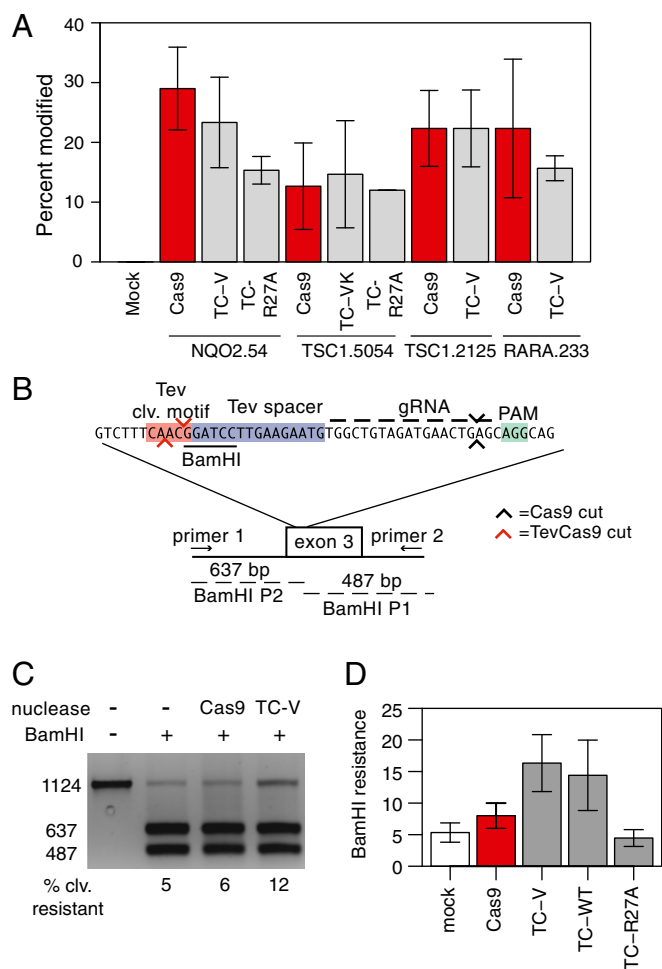 A
Percent modified
40
30
20
10
0
Mock
Cas9
TC-V
TC-R27A
Cas9
TC-VK
TC-R27A
Cas9
TC-V
Cas9
TC-V
NQO2.54
TSC1.5054
TSC1.2125
RARA.233
B
Tev
clv. motif
Tev spacer
gRNA
PAM
GTCTTTCAACGGATCCTTGAAGAATGTGGCTGTAGATGAACTGAGCAGGCAG
BamHI
=Cas9 cut
=TevCas9 cut
primer 1
exon 3
primer 2
637 bp
487 bp
BamHI P2
BamHI P1
C
nuclease - - Cas9 TC-V
BamHI - + + +
1124
637
487
% clv. 5 6 12
resistant
D
BamHI resistance
25
20
15
10
5
0
mock
Cas9
TC-V
TC-WT
TC-R27A